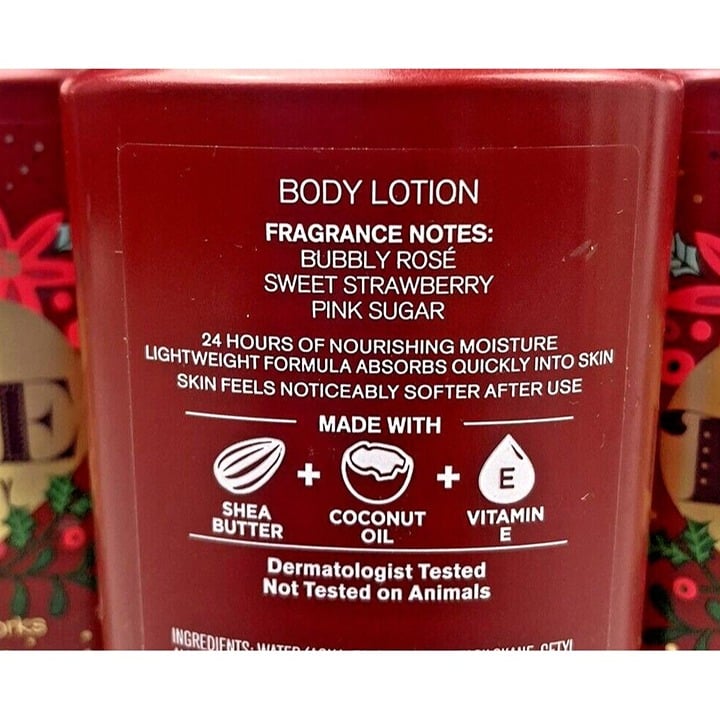 BODY LOTION
FRAGRANCE NOTES:
BUBBLY ROSÉ
SWEET STRAWBERRY
PINK SUGAR
24 HOURS OF NOURISHING MOISTURE
LIGHTWEIGHT FORMULA ABSORBS QUICKLY INTO SKIN
SKIN FEELS NOTICEABLY SOFTER AFTER USE
MADE WITH
+ + E
SHEA COCONUT VITAMIN
BUTTER OIL E
Dermatologist Tested
Not Tested on Animals
INGREDIENTS: WATER